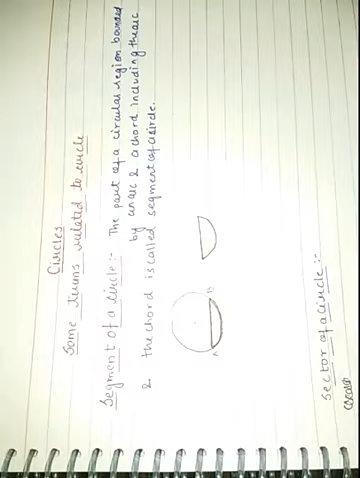 Circles
Some terms related to circle
Segment of a circle:- The part of a circular region bounded
by an arc & a chord including the arc
& the chord is called segment of a circle.
A
B
Sector of a circle:-